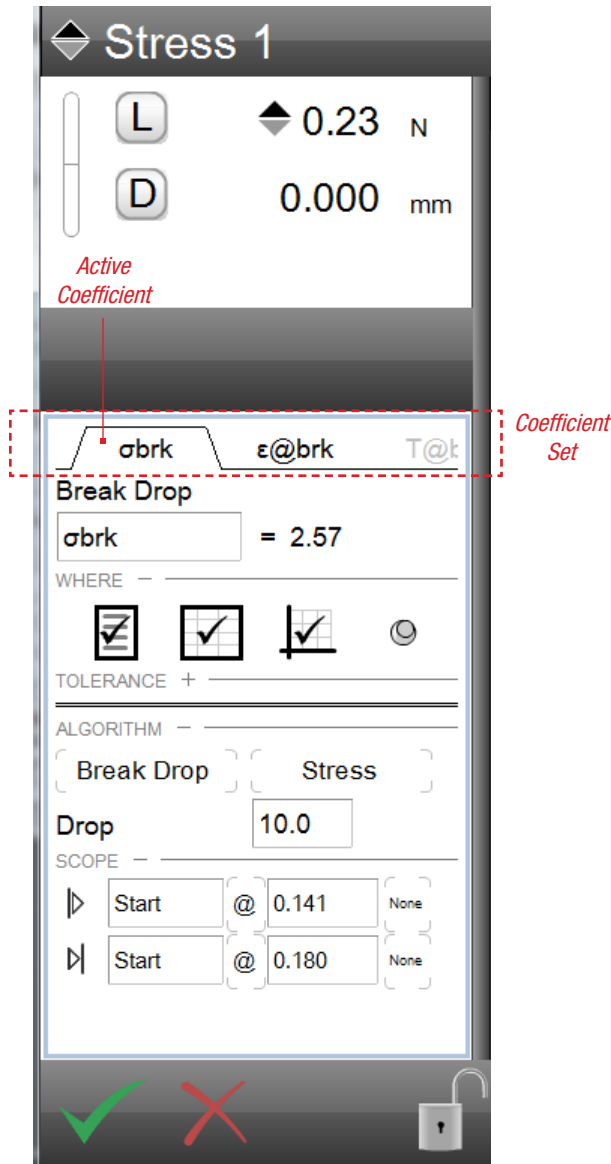 Stress 1
L 0.23 N
D 0.000 mm
Active
Coefficient
Coefficient
Set
σbrk ε@brk T@b
Break Drop
σbrk = 2.57
WHERE −
TOLERANCE +
ALGORITHM −
Break Drop Stress
Drop 10.0
SCOPE −
Start @ 0.141 None
Start @ 0.180 None